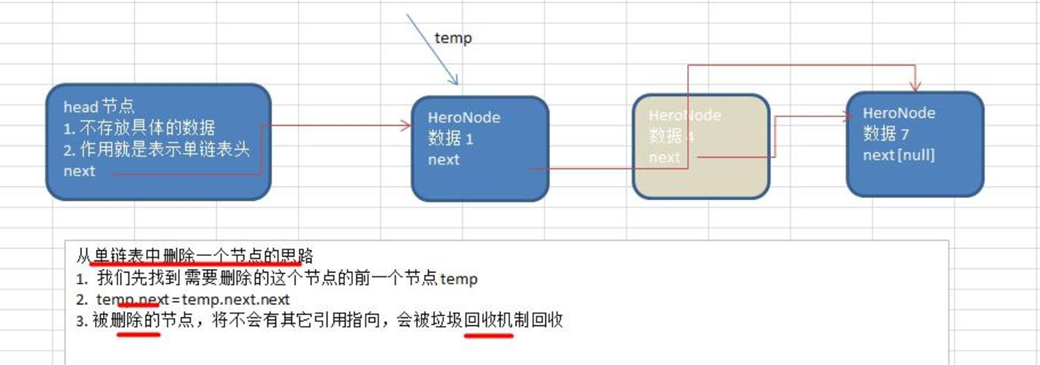 temp
head 节点
1. 不存放具体的数据
2. 作用就是表示单链表头
next
HeroNode
数据 1
next
HeroNode
数据 4
next
HeroNode
数据 7
next [null]
从单链表中删除一个节点的思路
1. 我们先找到 需要删除的这个节点的前一个节点 temp
2. temp.next=temp.next.next
3. 被删除的节点，将不会有其它引用指向，会被垃圾回收机制回收